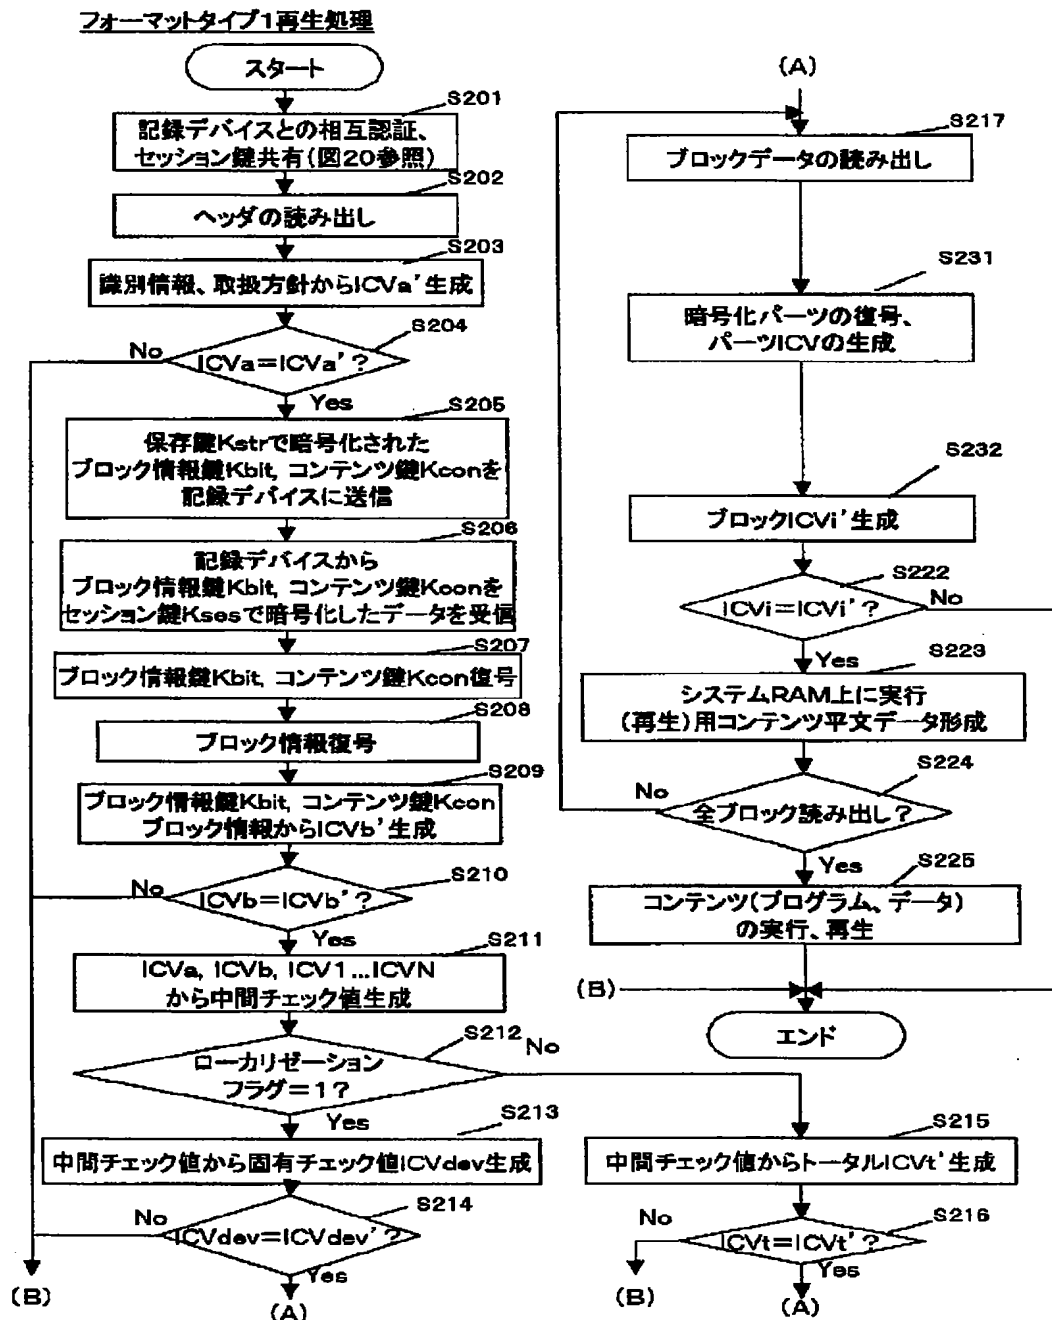 フォーマットタイプ1再生処理
スタート
S201
記録デバイスとの相互認証、
セッション鍵共有(図20参照)
S202
ヘッダの読み出し
S203
識別情報、取扱方針からICVa'生成
S204
ICVa=ICVa'?
No
Yes
S205
保存鍵Kstrで暗号化された
ブロック情報鍵Kbit, コンテンツ鍵Kconを
記録デバイスに送信
S206
記録デバイスから
ブロック情報鍵Kbit, コンテンツ鍵Kconを
セッション鍵Ksesで暗号化したデータを受信
S207
ブロック情報鍵Kbit, コンテンツ鍵Kcon復号
S208
ブロック情報復号
S209
ブロック情報鍵Kbit, コンテンツ鍵Kcon
ブロック情報からICVb'生成
S210
ICVb=ICVb'?
No
Yes
S211
ICVa, ICVb, ICV1...ICVN
から中間チェック値生成
S212
ローカリゼーション
フラグ=1?
No
Yes
S213
中間チェック値から固有チェック値ICVdev生成
S214
ICVdev=ICVdev'?
No
Yes
(B)
(A)
S215
中間チェック値からトータルICVt'生成
S216
ICVt=ICVt'?
No
Yes
(B)
(A)
(A)
S217
ブロックデータの読み出し
S231
暗号化パーツの復号、
パーツICVの生成
S232
ブロックICVi'生成
S222
ICVi=ICVi'?
No
Yes
S223
システムRAM上に実行
(再生)用コンテンツ平文データ形成
S224
全ブロック読み出し?
No
Yes
S225
コンテンツ(プログラム、データ)
の実行、再生
(B)
エンド